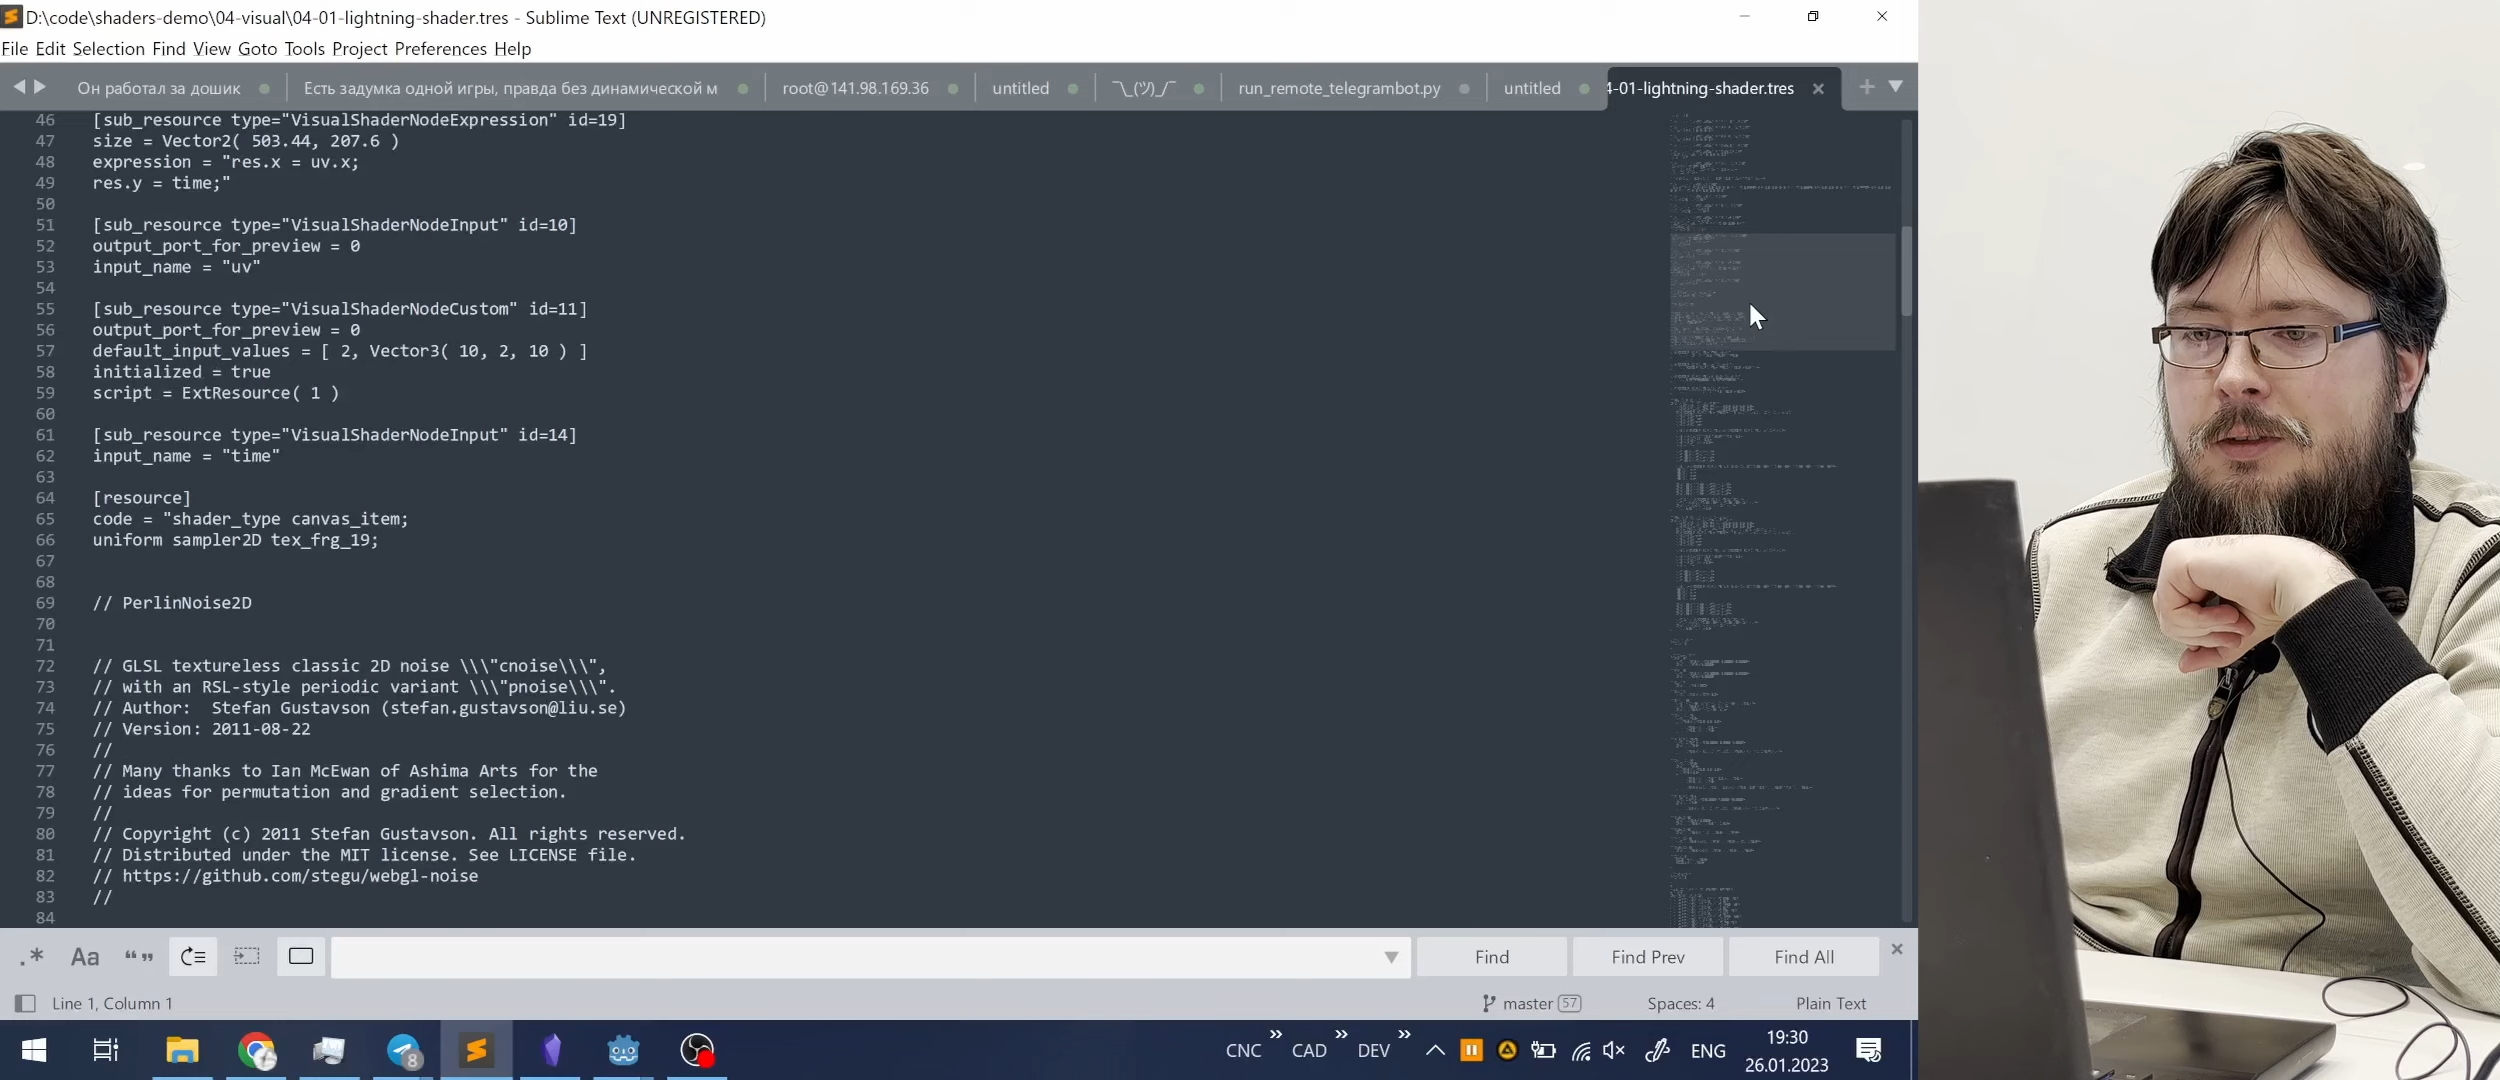 D:\code\shaders-demo\04-visual\04-01-lightning-shader.tres - Sublime Text (UNREGISTERED)
File Edit Selection Find View Goto Tools Project Preferences Help
Он работал за дошик
Есть задумка одной игры, правда без динамической м
root@141.98.169.36
untitled
¯\_(ツ)_/¯
run_remote_telegrambot.py
untitled
4-01-lightning-shader.tres
46 [sub_resource type="VisualShaderNodeExpression" id=19]
47 size = Vector2( 503.44, 207.6 )
48 expression = "res.x = uv.x;
49 res.y = time;"
50
51 [sub_resource type="VisualShaderNodeInput" id=10]
52 output_port_for_preview = 0
53 input_name = "uv"
54
55 [sub_resource type="VisualShaderNodeCustom" id=11]
56 output_port_for_preview = 0
57 default_input_values = [ 2, Vector3( 10, 2, 10 ) ]
58 initialized = true
59 script = ExtResource( 1 )
60
61 [sub_resource type="VisualShaderNodeInput" id=14]
62 input_name = "time"
63
64 [resource]
65 code = "shader_type canvas_item;
66 uniform sampler2D tex_frg_19;
67
68
69 // PerlinNoise2D
70
71
72 // GLSL textureless classic 2D noise \\\"cnoise\\\",
73 // with an RSL-style periodic variant \\\"pnoise\\\".
74 // Author:  Stefan Gustavson (stefan.gustavson@liu.se)
75 // Version: 2011-08-22
76 //
77 // Many thanks to Ian McEwan of Ashima Arts for the
78 // ideas for permutation and gradient selection.
79 //
80 // Copyright (c) 2011 Stefan Gustavson. All rights reserved.
81 // Distributed under the MIT license. See LICENSE file.
82 // https://github.com/stegu/webgl-noise
83 //
84
.* Aa “ ”
Find
Find Prev
Find All
Line 1, Column 1
master 57
Spaces: 4
Plain Text
8
CNC » CAD » DEV »
ENG
19:30
26.01.2023